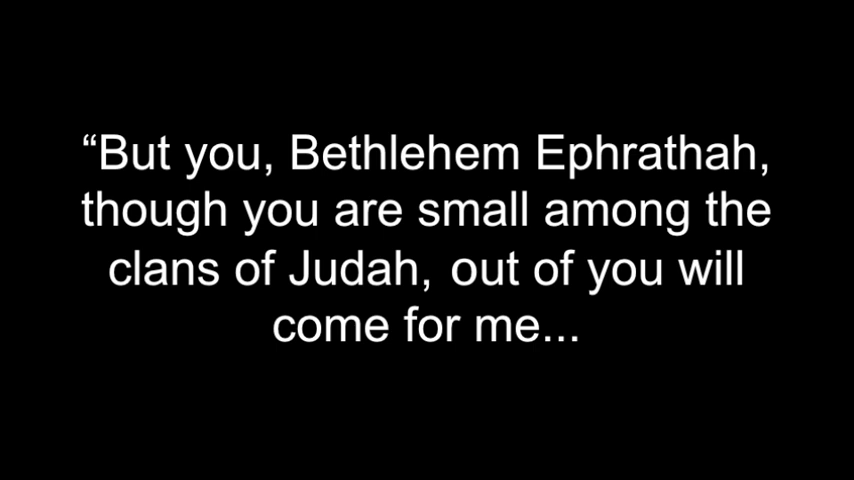 “But you, Bethlehem Ephrathah,
though you are small among the
clans of Judah, out of you will
come for me...